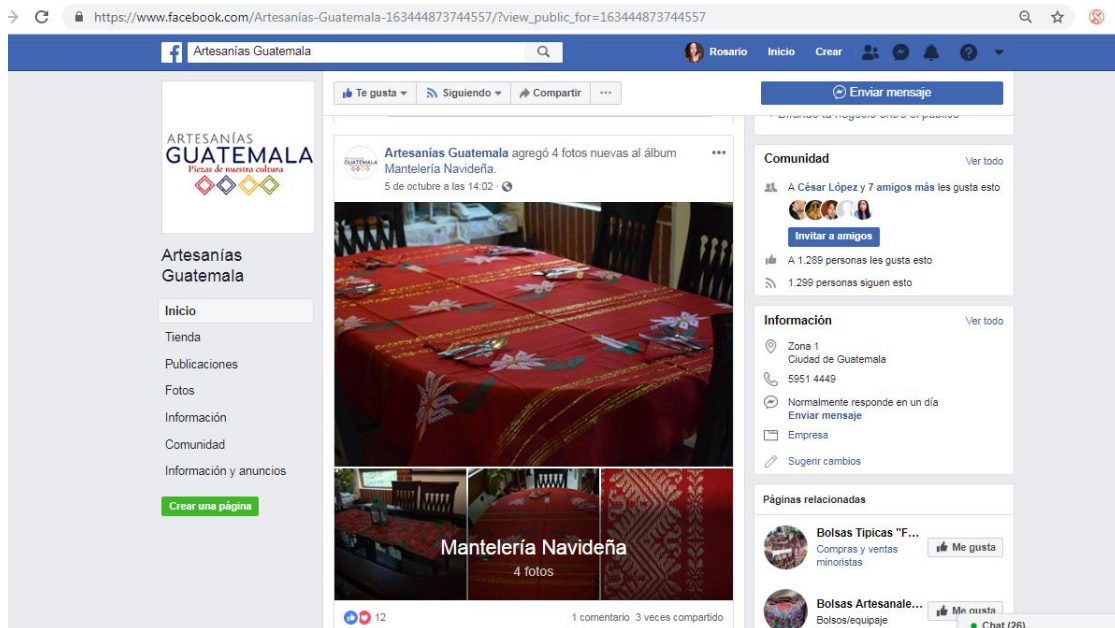 https://www.facebook.com/Artesanías-Guatemala-163444873744557/?view_public_for=163444873744557
Artesanías Guatemala
Rosario
Inicio
Crear
ARTESANÍAS
GUATEMALA
Piezas de nuestra cultura
Artesanías
Guatemala
Inicio
Tienda
Publicaciones
Fotos
Información
Comunidad
Información y anuncios
Crear una página
Te gusta
Siguiendo
Compartir
Artesanías Guatemala agregó 4 fotos nuevas al álbum
Mantelería Navideña.
5 de octubre a las 14:02 ·
Mantelería Navideña
4 fotos
12
1 comentario 3 veces compartido
Enviar mensaje
Comunidad
Ver todo
A César López y 7 amigos más les gusta esto
Invitar a amigos
A 1.289 personas les gusta esto
1.299 personas siguen esto
Información
Ver todo
Zona 1
Ciudad de Guatemala
5951 4449
Normalmente responde en un día
Enviar mensaje
Empresa
Sugerir cambios
Páginas relacionadas
Bolsas Tipicas "F...
Compras y ventas
minoristas
Me gusta
Bolsas Artesanale...
Bolsos/equipaje
Me gusta
Chat (26)